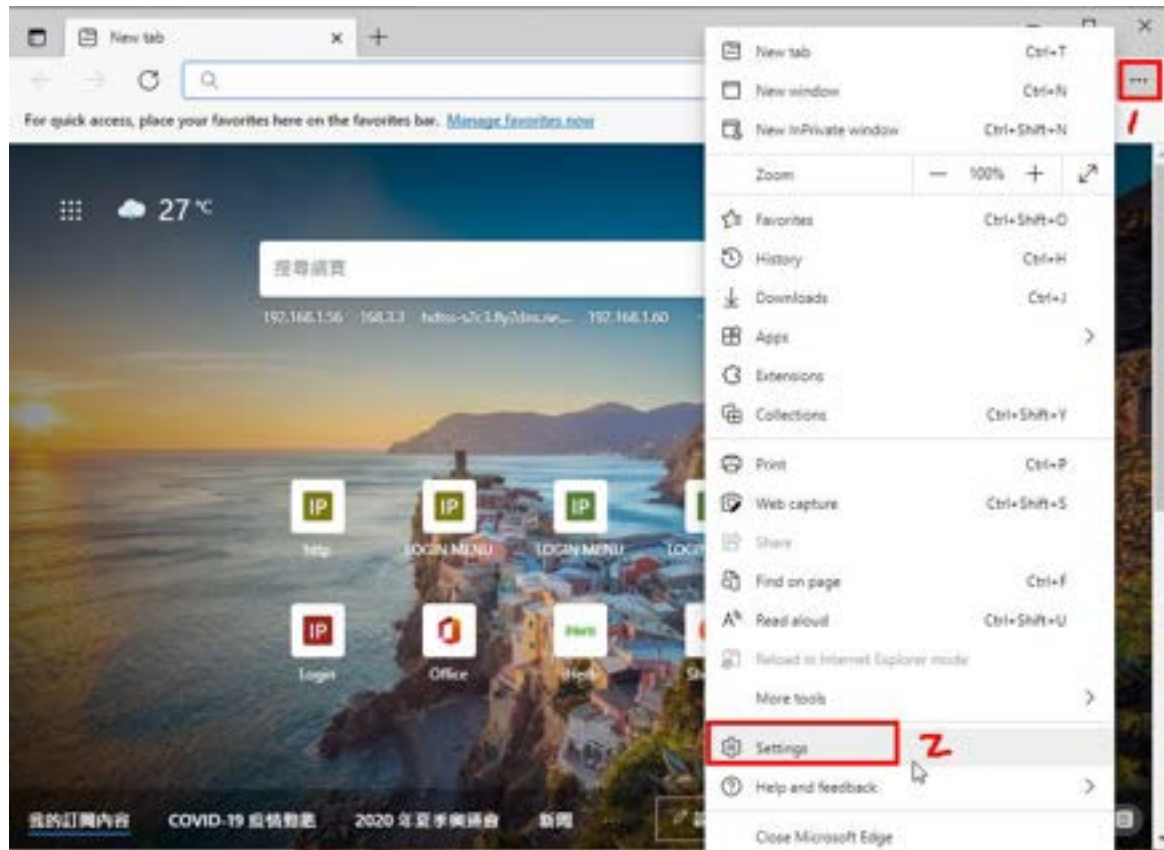 New tab
For quick access, place your favorites here on the favorites bar. Manage favorites now
1
27 °C
搜尋網頁
192.168.1.56 168.3.3 192.168.1.60
http
LOGIN MENU
LOGIN MENU
Login
Office
iHerb
我的訂閱內容 COVID-19 疫情動態 2020 年夏季奧運會 新聞 ...
New tab Ctrl+T
New window Ctrl+N
New InPrivate window Ctrl+Shift+N
Zoom — 100% +
Favorites Ctrl+Shift+O
History Ctrl+H
Downloads Ctrl+J
Apps
Extensions
Collections Ctrl+Shift+Y
Print Ctrl+P
Web capture Ctrl+Shift+S
Share
Find on page Ctrl+F
Read aloud Ctrl+Shift+U
Reload in Internet Explorer mode
More tools
Settings 2
Help and feedback
Close Microsoft Edge